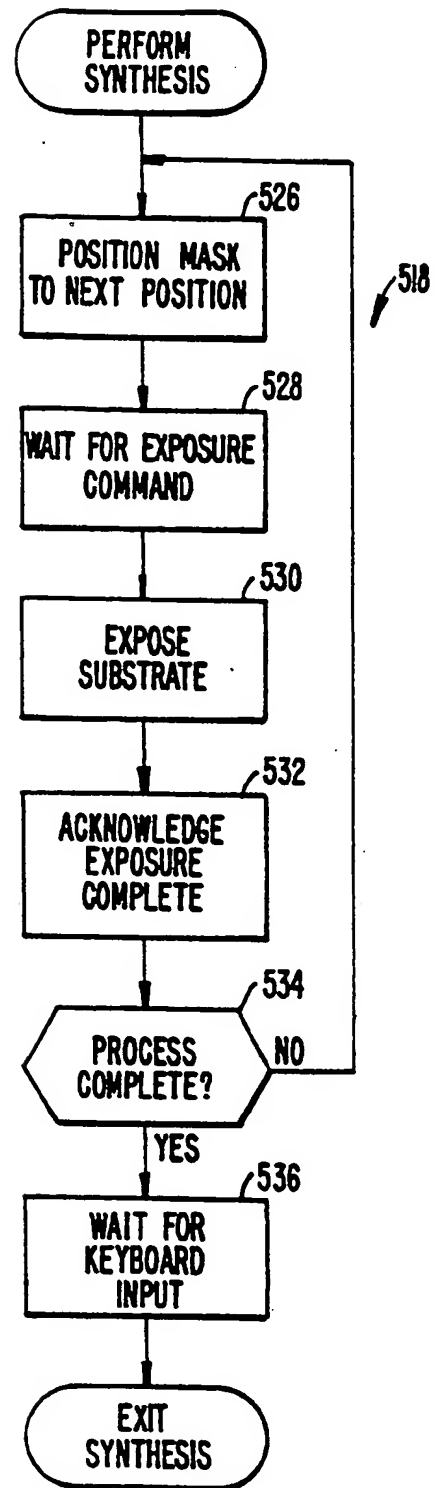 PERFORM
SYNTHESIS
526
POSITION MASK
TO NEXT POSITION
518
528
WAIT FOR EXPOSURE
COMMAND
530
EXPOSE
SUBSTRATE
532
ACKNOWLEDGE
EXPOSURE
COMPLETE
534
PROCESS
COMPLETE?
NO
YES
536
WAIT FOR
KEYBOARD
INPUT
EXIT
SYNTHESIS